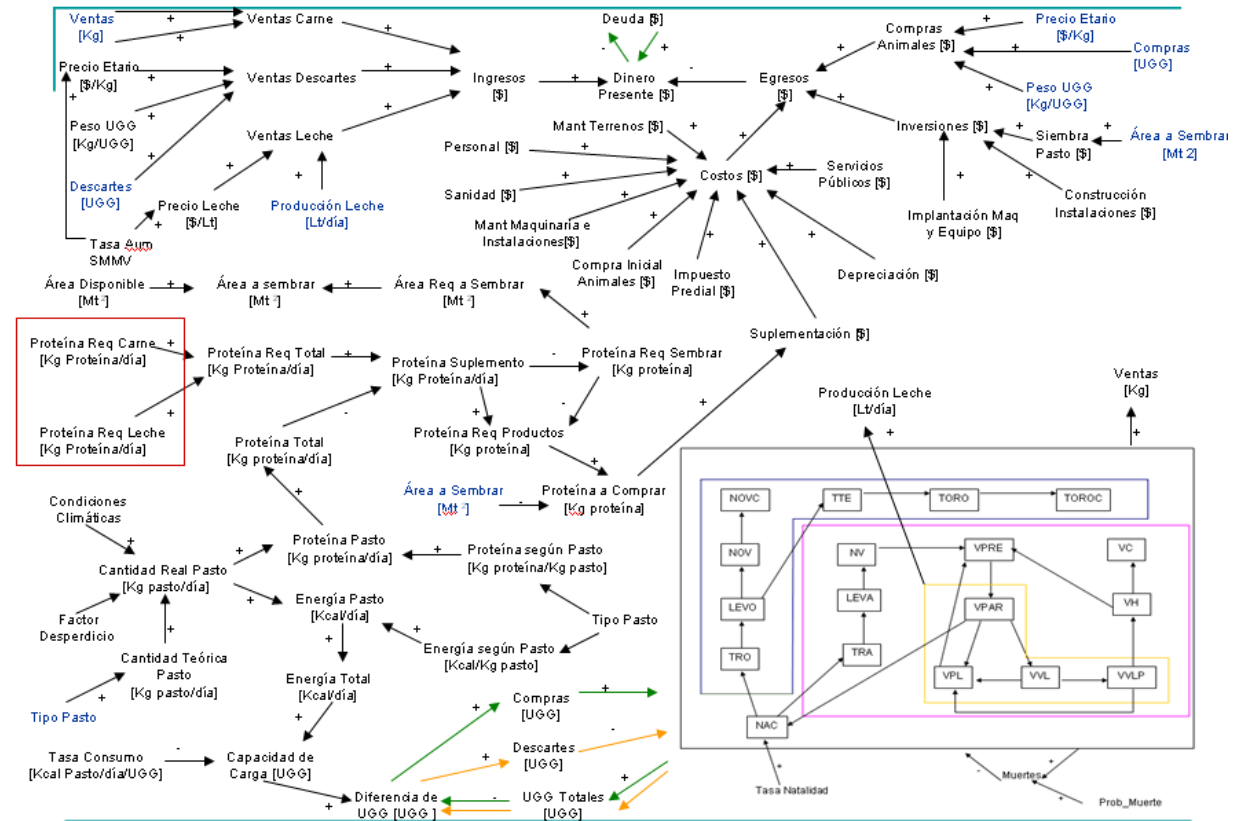 Ventas
[Kg]
+
+
Ventas Carne
+
Deuda [$]
-
+
Compras
Animales [$]
+
+
+
+
Precio Etario
[$/Kg]
Compras
[UGG]
Peso UGG
[Kg/UGG]
Precio Etario
[$/Kg]
+
+
Ventas Descartes
+
Ingresos
[$]
+
Dinero
Presente [$]
-
Egresos
[$]
Peso UGG
[Kg/UGG]
+
+
Ventas Leche
+
Mant Terrenos [$]
+
+
+
Inversiones [$]
+
Siembra
Pasto [$]
+
Área a Sembrar
[Mt 2]
Personal [$]
+
Descartes
[UGG]
+
+
Sanidad [$]
+
Costos [$]
+
Servicios
Públicos [$]
+
+
Construcción
Instalaciones [$]
Precio Leche
[$/Lt]
+
Producción Leche
[Lt/día]
Mant Maquinaria e
Instalaciones[$]
+
+
+
+
+
Implantación Maq
y Equipo [$]
Tasa Aum
SMMV
Compra Inicial
Animales [$]
Impuesto
Predial [$]
Depreciación [$]
Área Disponible
[Mt ²]
+
Área a sembrar
[Mt ²]
+
Área Req a Sembrar
[Mt ²]
+
Suplementación [$]
Proteína Req Carne
[Kg Proteína/día]
+
Proteína Req Total
[Kg Proteína/día]
+
Proteína Suplemento
[Kg Proteína/día]
-
Proteína Req Sembrar
[Kg proteína]
Proteína Req Leche
[Kg Proteína/día]
+
-
+
-
+
Proteína Total
[Kg proteína/día]
Proteína Req Productos
[Kg proteína]
+
Producción Leche
[Lt/día]
+
Ventas
[Kg]
+
Condiciones
Climáticas
+
+
Área a Sembrar
[Mt ²]
-
Proteína a Comprar
[Kg proteína]
NOVC
TTE
TORO
TOROC
Proteína Pasto
[Kg proteína/día]
+
Proteína según Pasto
[Kg proteína/Kg pasto]
NOV
NV
VPRE
VC
Cantidad Real Pasto
[Kg pasto/día]
+
+
Energía Pasto
[Kcal/día]
+
+
LEVO
LEVA
VPAR
VH
Factor
Desperdicio
+
+
Tipo Pasto
+
Energía según Pasto
[Kcal/Kg pasto]
TRO
TRA
VPL
VVL
VVLP
Cantidad Teórica
Pasto
[Kg pasto/día]
+
+
Energía Total
[Kcal/día]
+
Tipo Pasto
Compras
[UGG]
+
+
NAC
Tasa Consumo
[Kcal Pasto/día/UGG]
-
Capacidad de
Carga [UGG]
+
Descartes
[UGG]
-
+
+
Tasa Natalidad
Diferencia de
UGG [UGG ]
-
UGG Totales
[UGG]
+
-
+
Muertes
+
Prob_Muerte